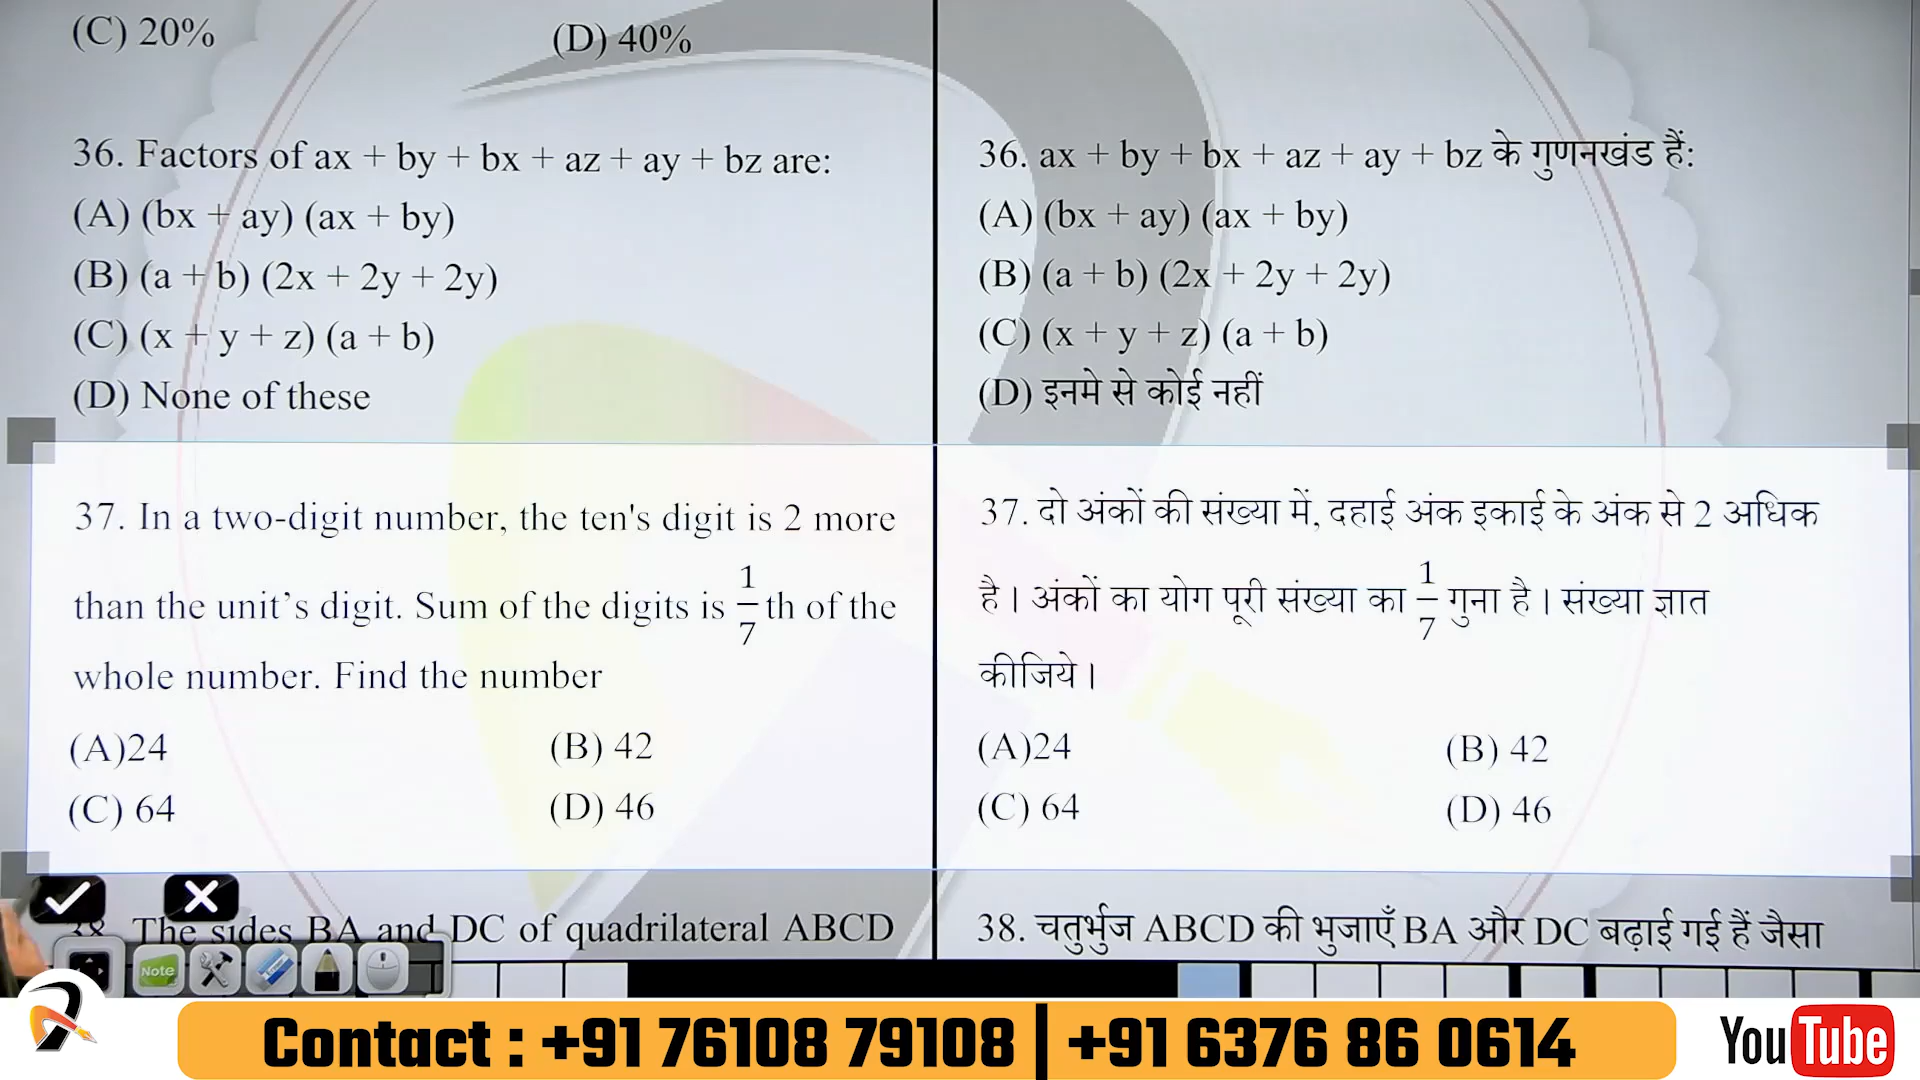 (C) 20%
(D) 40%
36. Factors of ax + by + bx + az + ay + bz are:
(A) (bx + ay) (ax + by)
(B) (a + b) (2x + 2y + 2y)
(C) (x + y + z) (a + b)
(D) None of these
37. In a two-digit number, the ten's digit is 2 more
than the unit’s digit. Sum of the digits is 1/7 th of the
whole number. Find the number
(A)24
(B) 42
(C) 64
(D) 46
38. The sides BA and DC of quadrilateral ABCD
36. ax + by + bx + az + ay + bz के गुणनखंड हैं:
(A) (bx + ay) (ax + by)
(B) (a + b) (2x + 2y + 2y)
(C) (x + y + z) (a + b)
(D) इनमे से कोई नहीं
37. दो अंकों की संख्या में, दहाई अंक इकाई के अंक से 2 अधिक
है। अंकों का योग पूरी संख्या का 1/7 गुना है। संख्या ज्ञात
कीजिये।
(A)24
(B) 42
(C) 64
(D) 46
38. चतुर्भुज ABCD की भुजाएँ BA और DC बढ़ाई गई हैं जैसा
Note
Contact : +91 76108 79108 | +91 6376 86 0614
YouTube